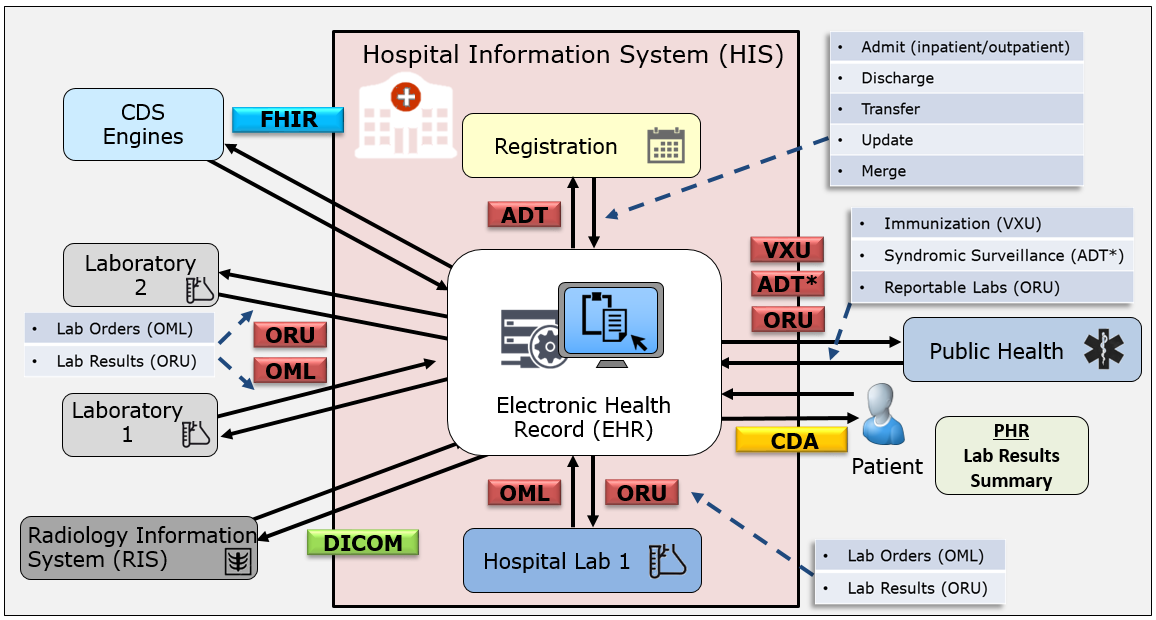 Hospital Information System (HIS)
• Admit (inpatient/outpatient)
• Discharge
• Transfer
• Update
• Merge
CDS
Engines
FHIR
Registration
ADT
• Immunization (VXU)
• Syndromic Surveillance (ADT*)
• Reportable Labs (ORU)
VXU
ADT*
ORU
Laboratory
2
• Lab Orders (OML)
• Lab Results (ORU)
ORU
OML
Public Health
Laboratory
1
Electronic Health
Record (EHR)
CDA
Patient
PHR
Lab Results
Summary
OML
ORU
Radiology Information
System (RIS)
DICOM
Hospital Lab 1
• Lab Orders (OML)
• Lab Results (ORU)